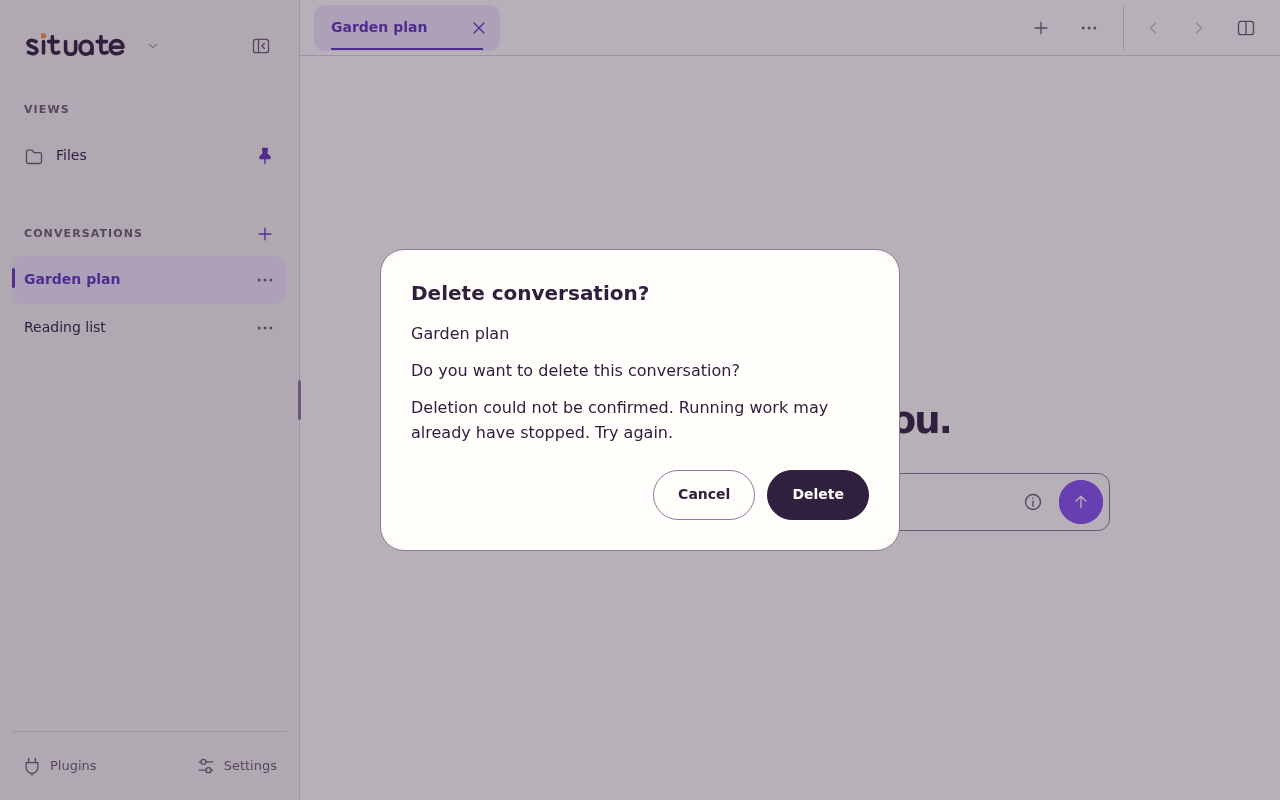 situate
Garden plan
VIEWS
Files
CONVERSATIONS
Garden plan
Reading list
Delete conversation?
Garden plan
Do you want to delete this conversation?
Deletion could not be confirmed. Running work may
already have stopped. Try again.
Cancel
Delete
Plugins
Settings